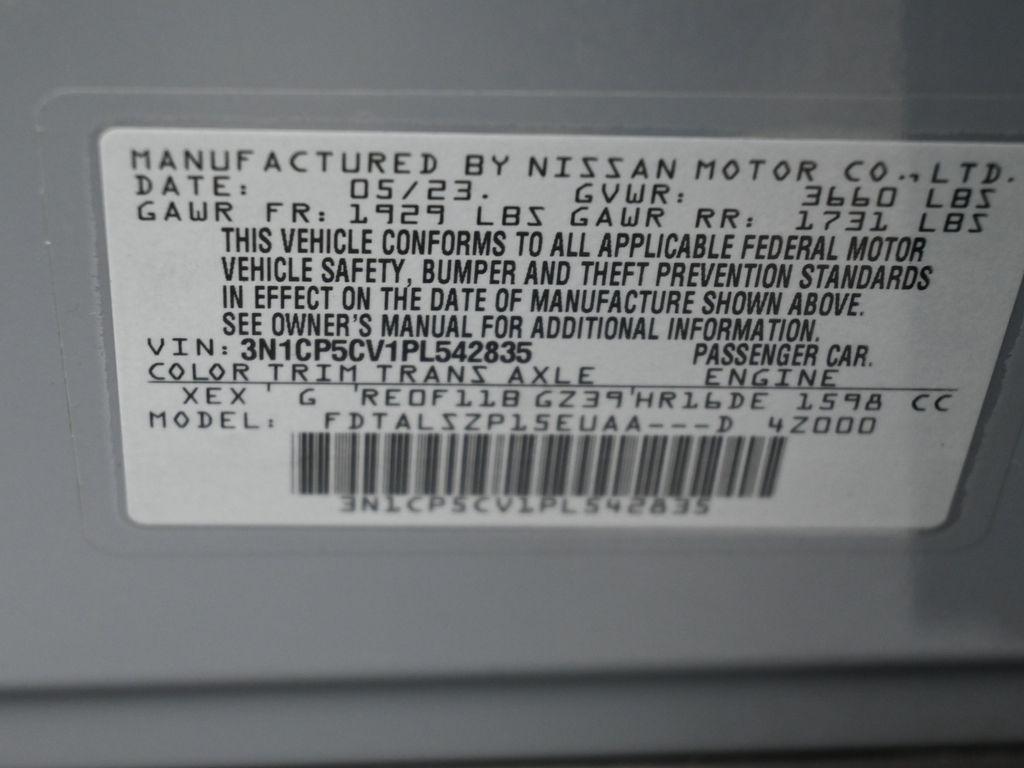 MANUFACTURED BY NISSAN MOTOR CO., LTD.
DATE: 05/23. GVWR: 3660 LBS
GAWR FR: 1929 LBS GAWR RR: 1731 LBS
THIS VEHICLE CONFORMS TO ALL APPLICABLE FEDERAL MOTOR
VEHICLE SAFETY, BUMPER AND THEFT PREVENTION STANDARDS
IN EFFECT ON THE DATE OF MANUFACTURE SHOWN ABOVE.
SEE OWNER'S MANUAL FOR ADDITIONAL INFORMATION.
VIN: 3N1CP5CV1PL542835 PASSENGER CAR.
COLOR TRIM TRANS AXLE ENGINE
XEX ' G 'RE0F11B GZ39'HR16DE 1598 CC
MODEL: FDTALSZP15EUAA---D 4Z000
3N1CP5CV1PL542835